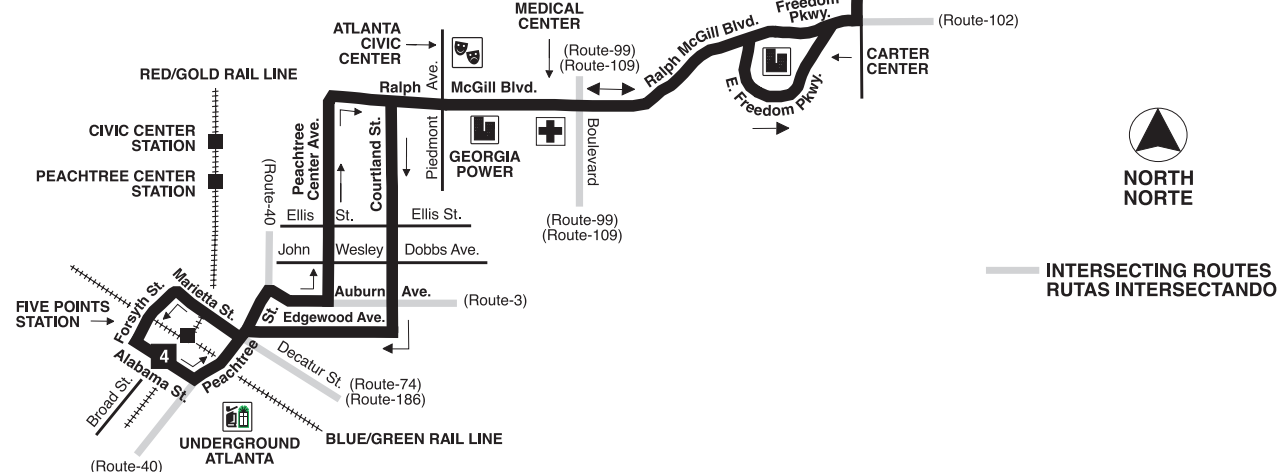 MEDICAL
CENTER
Freedom
Pkwy.
(Route-102)
ATLANTA
CIVIC
CENTER
(Route-99)
(Route-109)
Ralph McGill Blvd.
CARTER
CENTER
E. Freedom Pkwy.
RED/GOLD RAIL LINE
Ralph
Ave.
McGill Blvd.
CIVIC CENTER
STATION
PEACHTREE CENTER
STATION
Peachtree
Center Ave.
Courtland St.
Piedmont
GEORGIA
POWER
Boulevard
NORTH
NORTE
(Route-40)
Ellis
St.
Ellis St.
(Route-99)
(Route-109)
John
Wesley
Dobbs Ave.
INTERSECTING ROUTES
RUTAS INTERSECTANDO
FIVE POINTS
STATION
Forsyth St.
Marietta St.
St.
Auburn
Ave.
(Route-3)
Edgewood Ave.
4
Alabama St.
Peachtree
Decatur St.
(Route-74)
(Route-186)
Broad St.
UNDERGROUND
ATLANTA
BLUE/GREEN RAIL LINE
(Route-40)